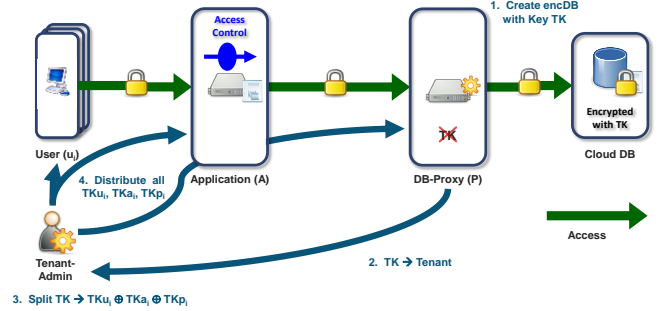 1. Create encDB
with Key TK
Access
Control
Encrypted
with TK
TK
User (uᵢ)
Application (A)
DB-Proxy (P)
Cloud DB
4. Distribute all
TKuᵢ, TKaᵢ, TKpᵢ
Access
Tenant-
Admin
2. TK → Tenant
3. Split TK → TKuᵢ ⊕ TKaᵢ ⊕ TKpᵢ